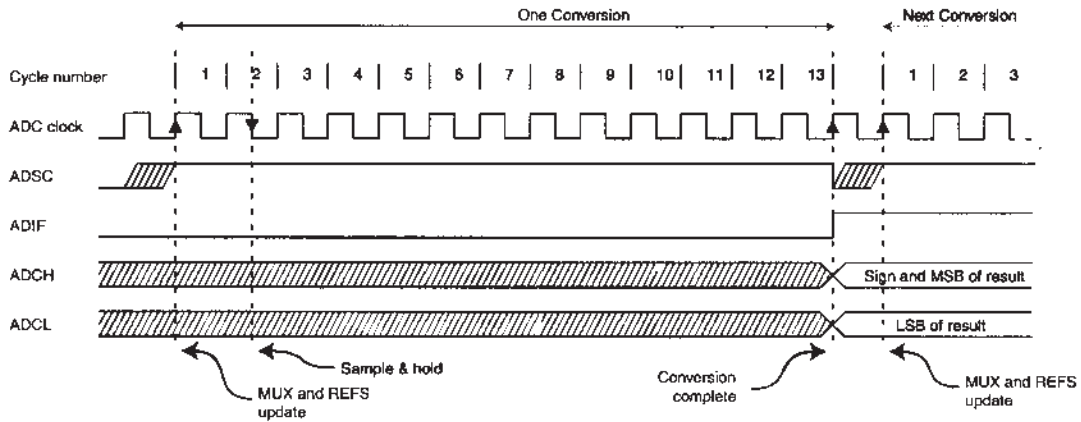 One Conversion Next Conversion
Cycle number 1 2 3 4 5 6 7 8 9 10 11 12 13 1 2 3
ADC clock
ADSC
ADIF
ADCH Sign and MSB of result
ADCL LSB of result
MUX and REFS
update
Sample & hold
Conversion
complete
MUX and REFS
update